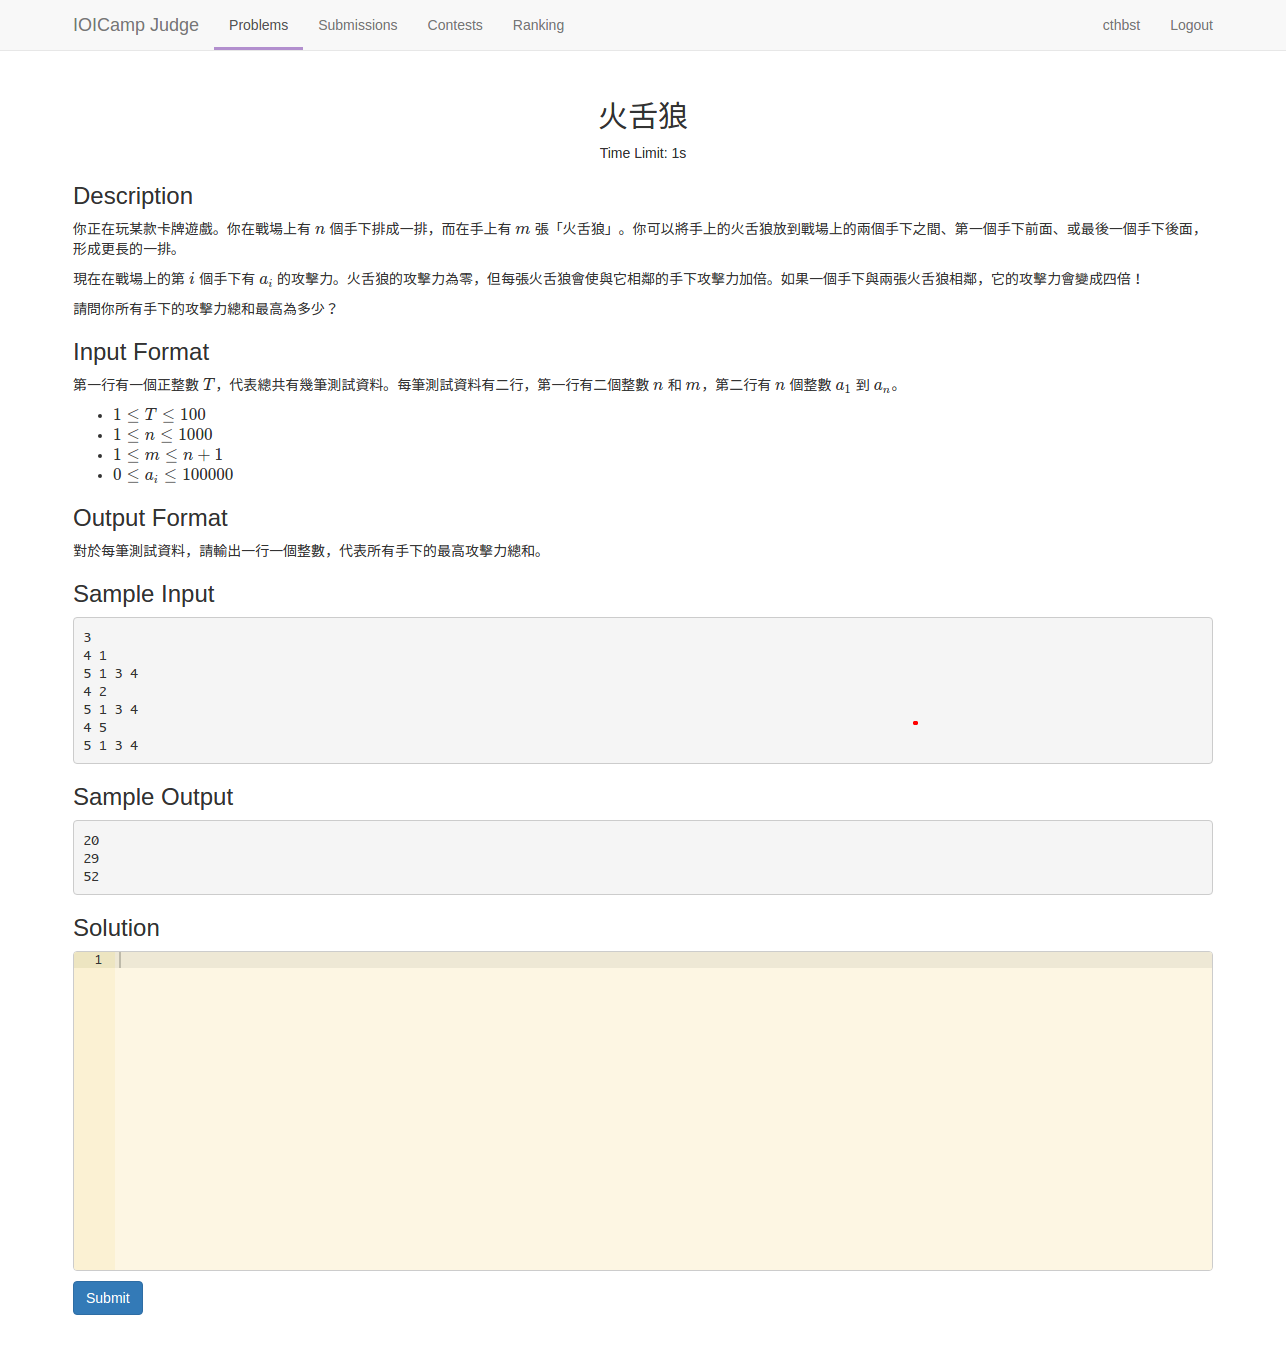 IOICamp Judge Problems Submissions Contests Ranking cthbst Logout
火舌狼
Time Limit: 1s
Description
你正在玩某款卡牌遊戲。你在戰場上有 n 個手下排成一排，而在手上有 m 張「火舌狼」。你可以將手上的火舌狼放到戰場上的兩個手下之間、第一個手下前面、或最後一個手下後面，
形成更長的一排。
現在在戰場上的第 i 個手下有 a_i 的攻擊力。火舌狼的攻擊力為零，但每張火舌狼會使與它相鄰的手下攻擊力加倍。如果一個手下與兩張火舌狼相鄰，它的攻擊力會變成四倍！
請問你所有手下的攻擊力總和最高為多少？
Input Format
第一行有一個正整數 T，代表總共有幾筆測試資料。每筆測試資料有二行，第一行有二個整數 n 和 m，第二行有 n 個整數 a_1 到 a_n。
• 1 ≤ T ≤ 100
• 1 ≤ n ≤ 1000
• 1 ≤ m ≤ n + 1
• 0 ≤ a_i ≤ 100000
Output Format
對於每筆測試資料，請輸出一行一個整數，代表所有手下的最高攻擊力總和。
Sample Input
3
4 1
5 1 3 4
4 2
5 1 3 4
4 5
5 1 3 4
Sample Output
20
29
52
Solution
1
Submit